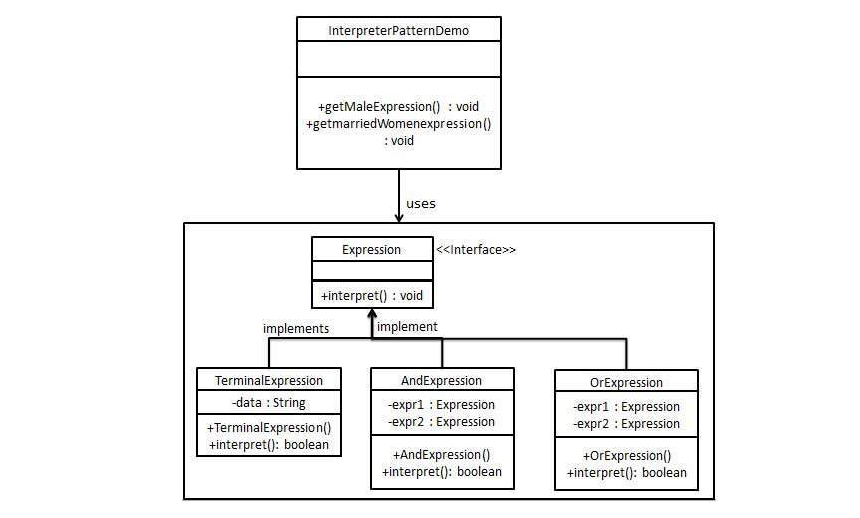 InterpreterPatternDemo
+getMaleExpression() : void
+getmarriedWomenexpression()
: void
uses
Expression
<<Interface>>
+interpret() : void
implements
implement
TerminalExpression
-data : String
+TerminalExpression()
+interpret(): boolean
AndExpression
-expr1 : Expression
-expr2 : Expression
+AndExpression()
+interpret(): boolean
OrExpression
-expr1 : Expression
-expr2 : Expression
+OrExpression()
+interpret(): boolean